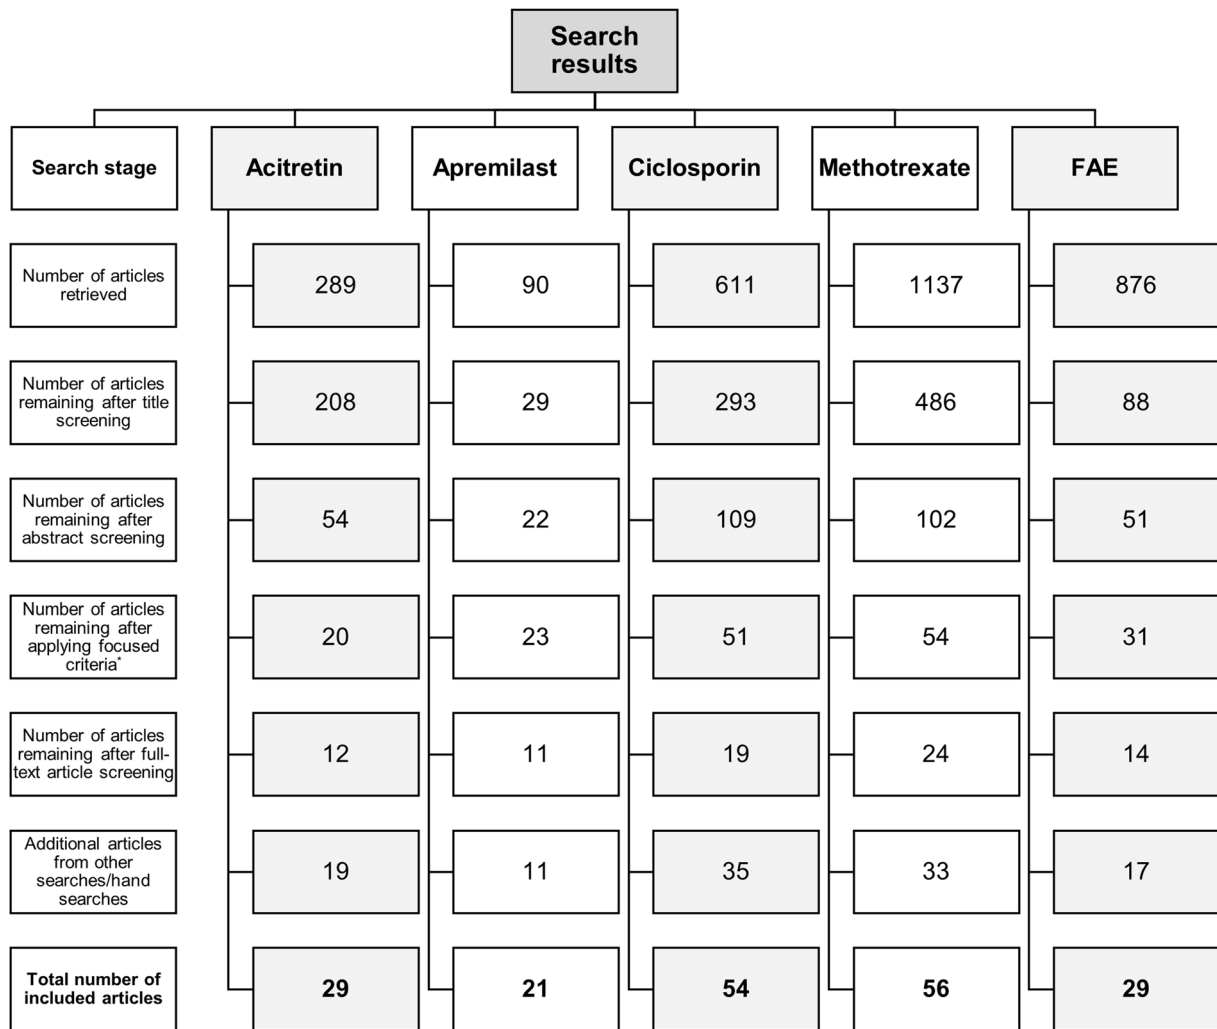 Search
results
Search stage
Acitretin
Apremilast
Ciclosporin
Methotrexate
FAE
Number of articles
retrieved
289
90
611
1137
876
Number of articles
remaining after title
screening
208
29
293
486
88
Number of articles
remaining after
abstract screening
54
22
109
102
51
Number of articles
remaining after
applying focused
criteria*
20
23
51
54
31
Number of articles
remaining after full-
text article screening
12
11
19
24
14
Additional articles
from other
searches/hand
searches
19
11
35
33
17
Total number of
included articles
29
21
54
56
29